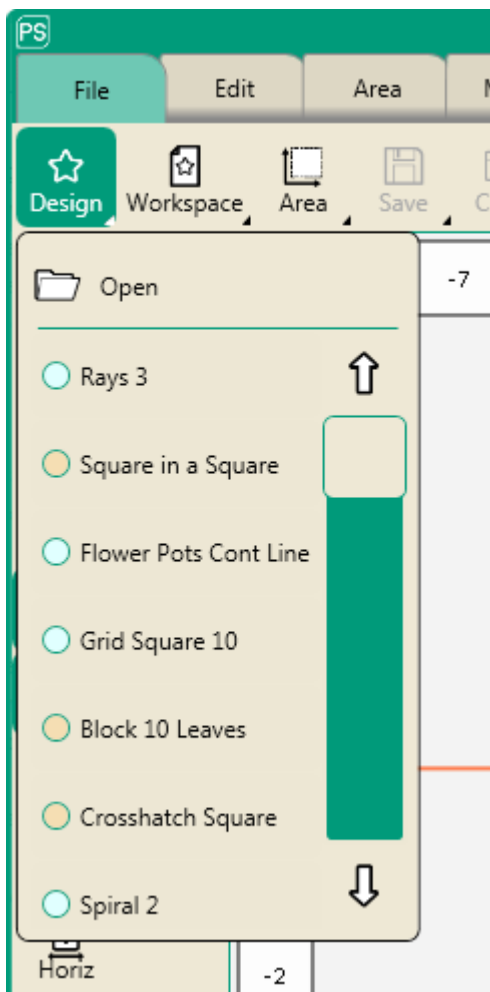 PS
File Edit Area
Design Workspace Area Save
Open
-7
Rays 3
Square in a Square
Flower Pots Cont Line
Grid Square 10
Block 10 Leaves
Crosshatch Square
Spiral 2
Horiz
-2